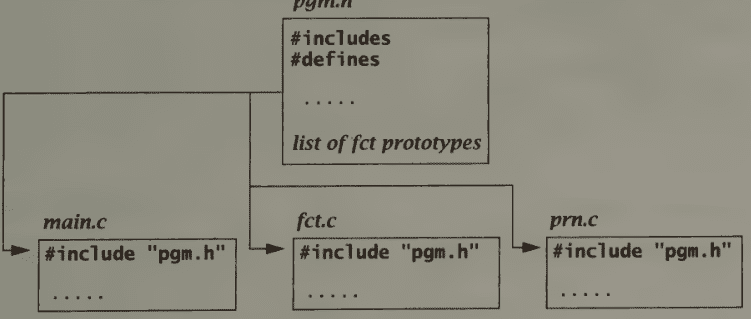 pgm.h
#includes
#defines
.....
list of fct prototypes
main.c
#include "pgm.h"
.....
fct.c
#include "pgm.h"
.....
prn.c
#include "pgm.h"
.....